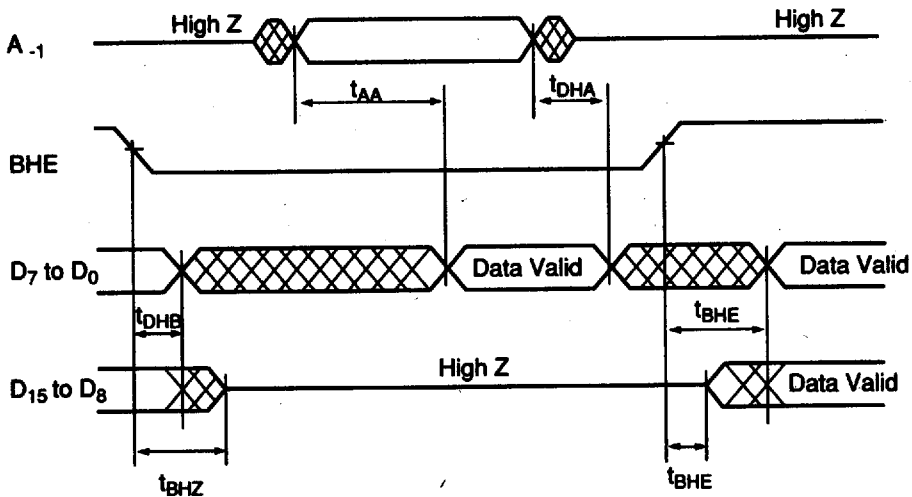 High Z
High Z
A -1
tAA
tDHA
BHE
D7 to D0
Data Valid
Data Valid
tDHB
tBHE
High Z
D15 to D8
Data Valid
tBHZ
tBHE